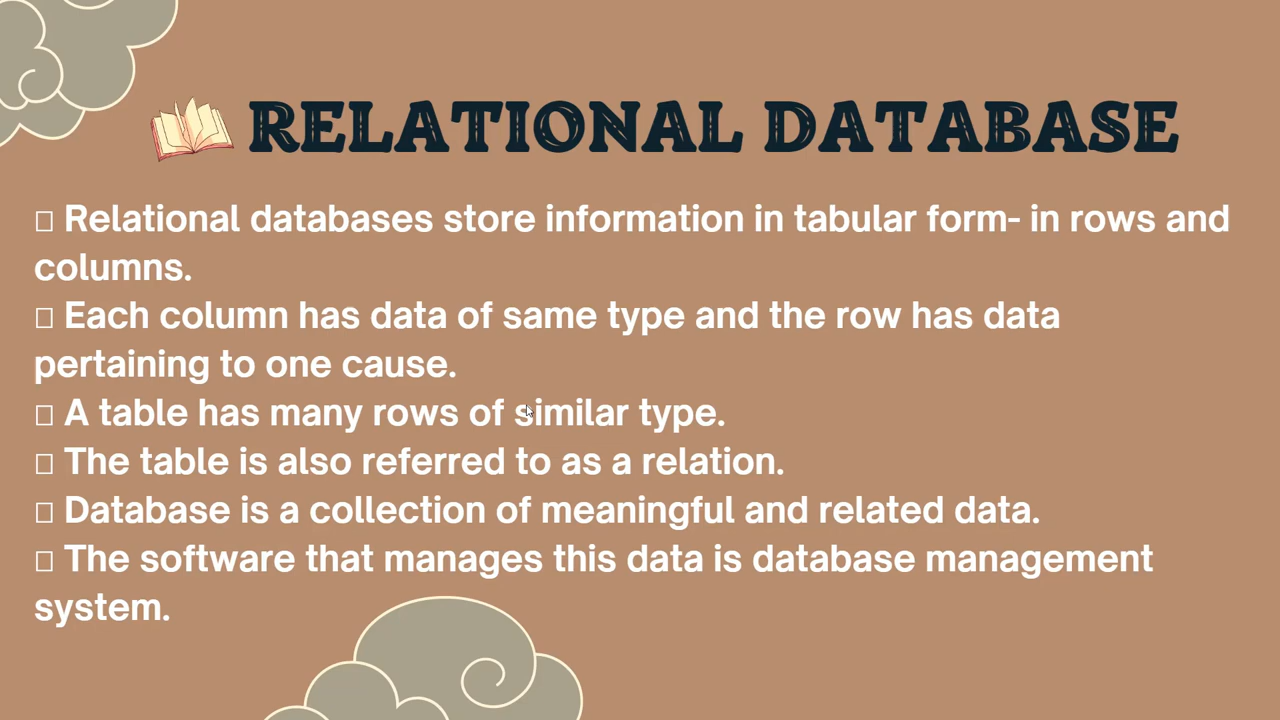 RELATIONAL DATABASE
□ Relational databases store information in tabular form- in rows and
columns.
□ Each column has data of same type and the row has data
pertaining to one cause.
□ A table has many rows of similar type.
□ The table is also referred to as a relation.
□ Database is a collection of meaningful and related data.
□ The software that manages this data is database management
system.